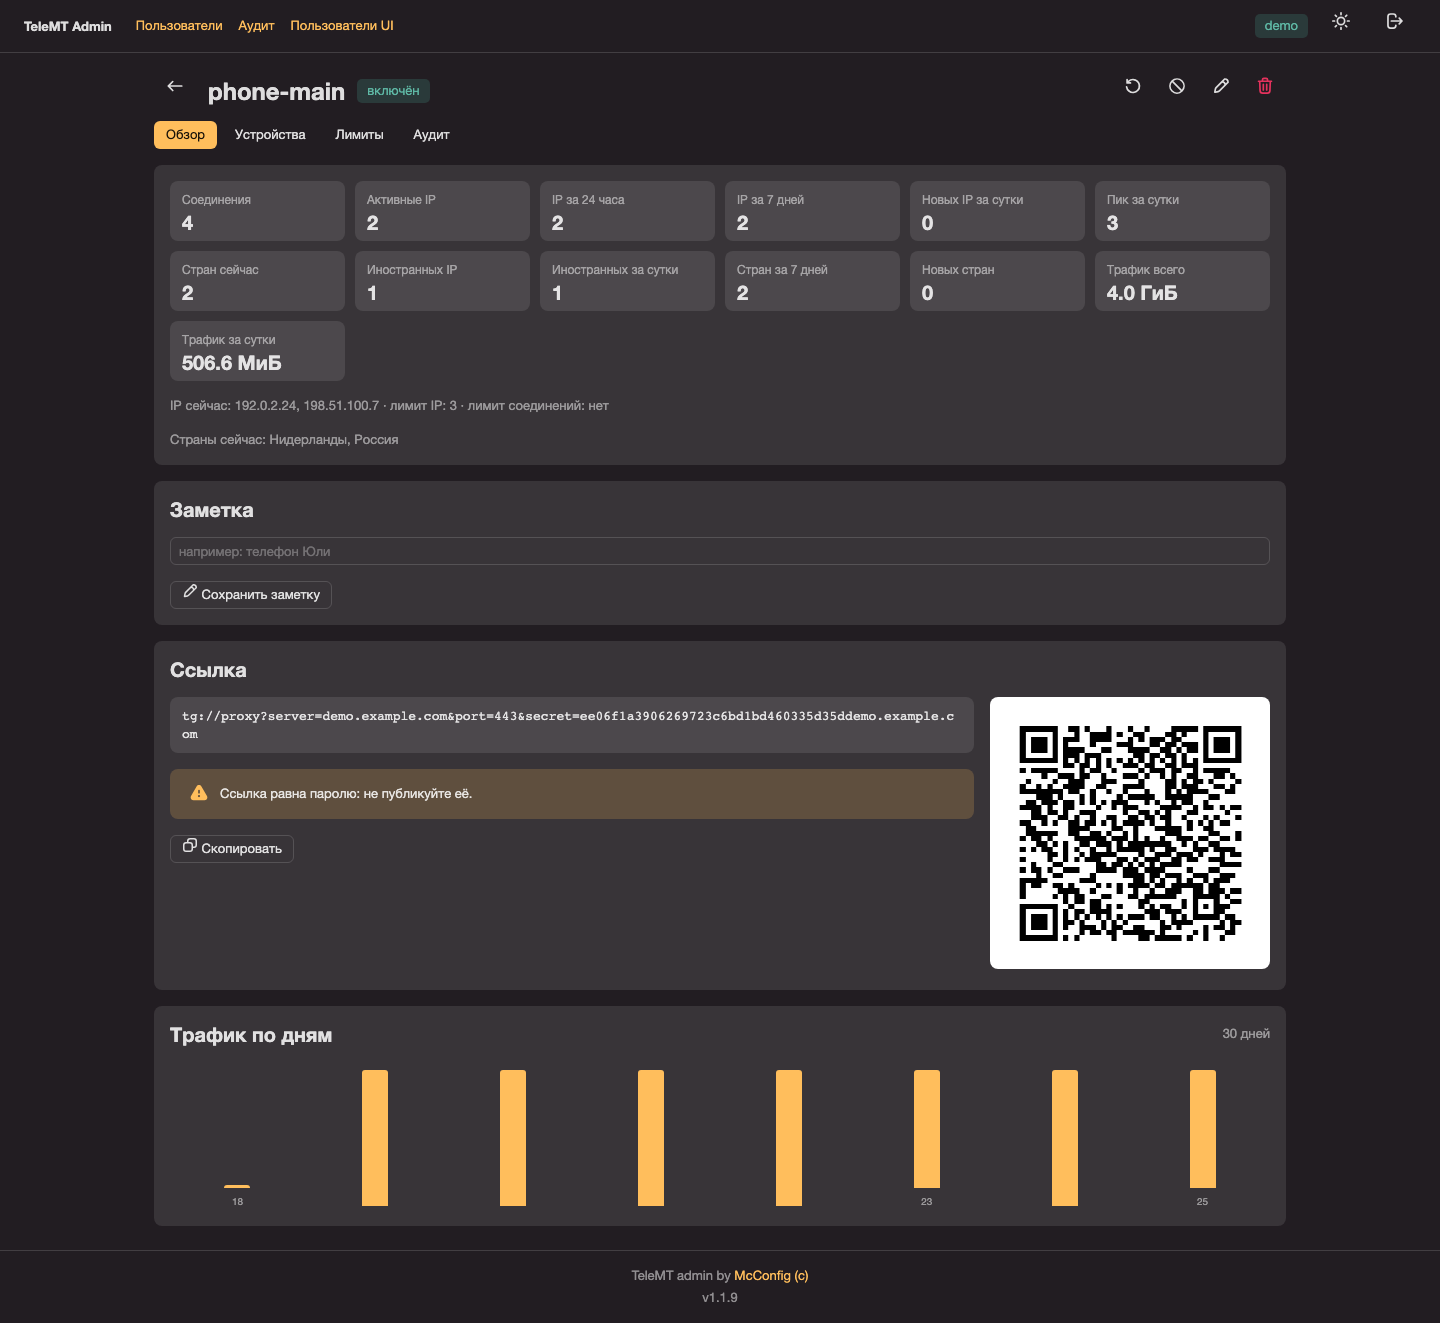 TeleMT Admin Пользователи Аудит Пользователи UI demo
phone-main включён
Обзор Устройства Лимиты Аудит
Соединения Активные IP IP за 24 часа IP за 7 дней Новых IP за сутки Пик за сутки
4 2 2 2 0 3
Стран сейчас Иностранных IP Иностранных за сутки Стран за 7 дней Новых стран Трафик всего
2 1 1 2 0 4.0 ГиБ
Трафик за сутки
506.6 МиБ
IP сейчас: 192.0.2.24, 198.51.100.7 · лимит IP: 3 · лимит соединений: нет
Страны сейчас: Нидерланды, Россия
Заметка
например: телефон Юли
Сохранить заметку
Ссылка
tg://proxy?server=demo.example.com&port=443&secret=ee06f1a3906269723c6bd1bd460335d35ddemo.example.c
om
Ссылка равна паролю: не публикуйте её.
Скопировать
Трафик по дням 30 дней
18 23 25
TeleMT admin by McConfig (c)
v1.1.9